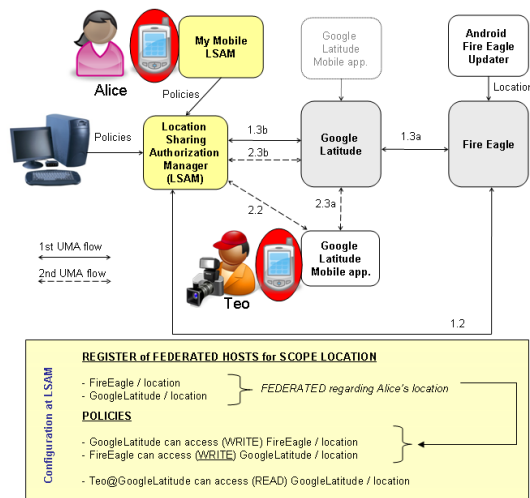 My Mobile
LSAM
Google
Latitude
Mobile app.
Android
Fire Eagle
Updater
Alice
Policies
Location
Policies
Location
Sharing
Authorization
Manager
(LSAM)
1.3b
2.3b
Google
Latitude
1.3a
Fire Eagle
2.2
2.3a
1st UMA flow
2nd UMA flow
Google
Latitude
Mobile app.
Teo
1.2
Configuration at LSAM
REGISTER of FEDERATED HOSTS for SCOPE LOCATION
- FireEagle / location
- GoogleLatitude / location
FEDERATED regarding Alice's location
POLICIES
- GoogleLatitude can access (WRITE) FireEagle / location
- FireEagle can access (WRITE) GoogleLatitude / location
- Teo@GoogleLatitude can access (READ) GoogleLatitude / location